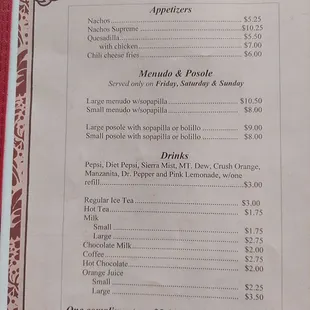 Appetizers
Nachos $5.25
Nachos Supreme $10.25
Quesadilla $5.50
with chicken $7.00
Chili cheese fries $6.00
Menudo & Posole
Served only on Friday, Saturday & Sunday
Large menudo w/sopapilla $10.50
Small menudo w/sopapilla $8.00
Large posole with sopapilla or bolillo $9.00
Small posole with sopapilla or bolillo $8.00
Drinks
Pepsi, Diet Pepsi, Sierra Mist, MT. Dew, Crush Orange,
Manzanita, Dr. Pepper and Pink Lemonade, w/one
refill $3.00
Regular Ice Tea $3.00
Hot Tea $1.75
Milk
Small $1.75
Large $2.75
Chocolate Milk $2.00
Coffee $2.75
Hot Chocolate $2.00
Orange Juice
Small $2.25
Large $3.50